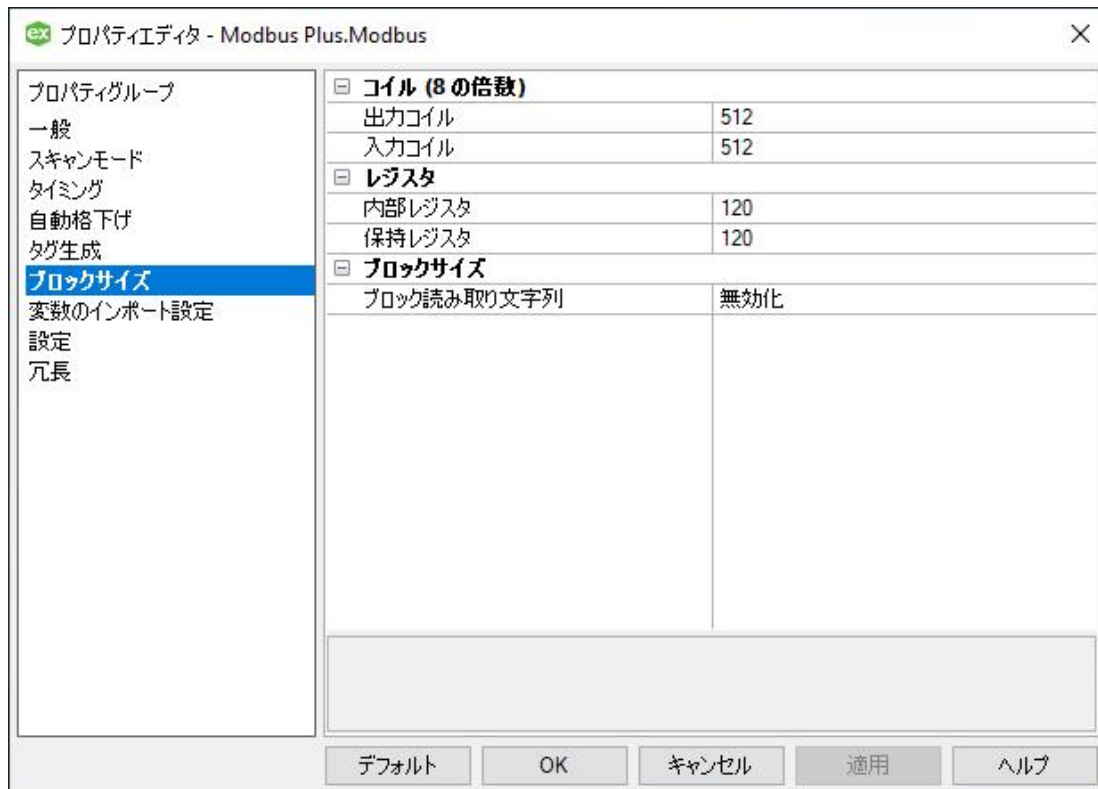 ex プロパティエディタ - Modbus Plus.Modbus
プロパティグループ
一般
スキャンモード
タイミング
自動格下げ
タグ生成
ブロックサイズ
変数のインポート設定
設定
冗長
コイル (8 の倍数)
出力コイル 512
入力コイル 512
レジスタ
内部レジスタ 120
保持レジスタ 120
ブロックサイズ
ブロック読み取り文字列 無効化
デフォルト OK キャンセル 適用 ヘルプ